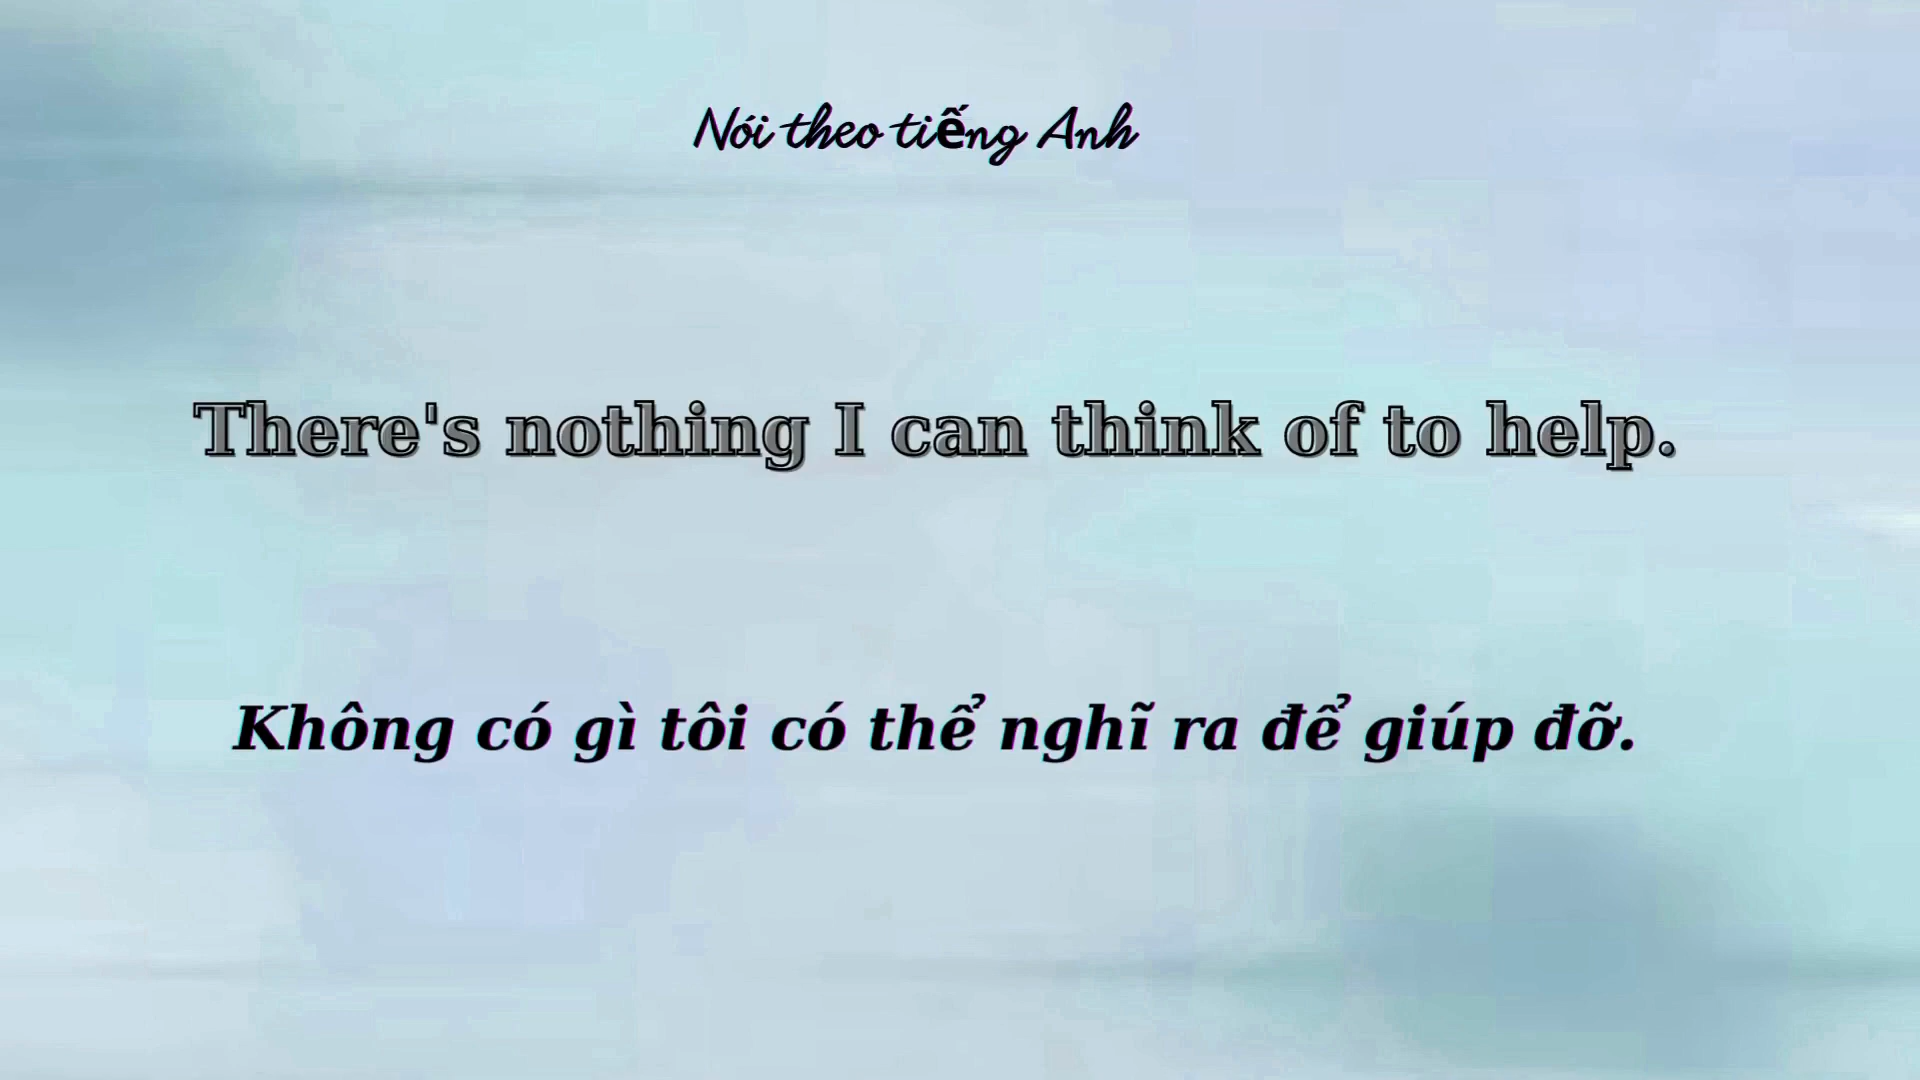 Nói theo tiếng Anh
There's nothing I can think of to help.
Không có gì tôi có thể nghĩ ra để giúp đỡ.